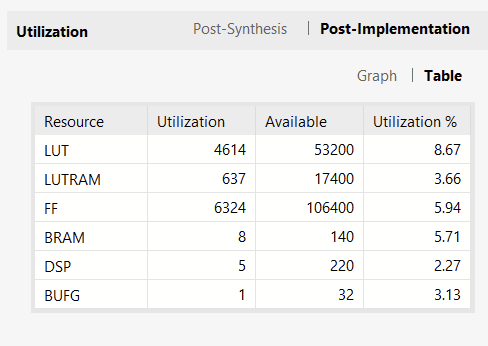 Utilization Post-Synthesis | Post-Implementation
Graph | Table
Resource Utilization Available Utilization %
LUT 4614 53200 8.67
LUTRAM 637 17400 3.66
FF 6324 106400 5.94
BRAM 8 140 5.71
DSP 5 220 2.27
BUFG 1 32 3.13